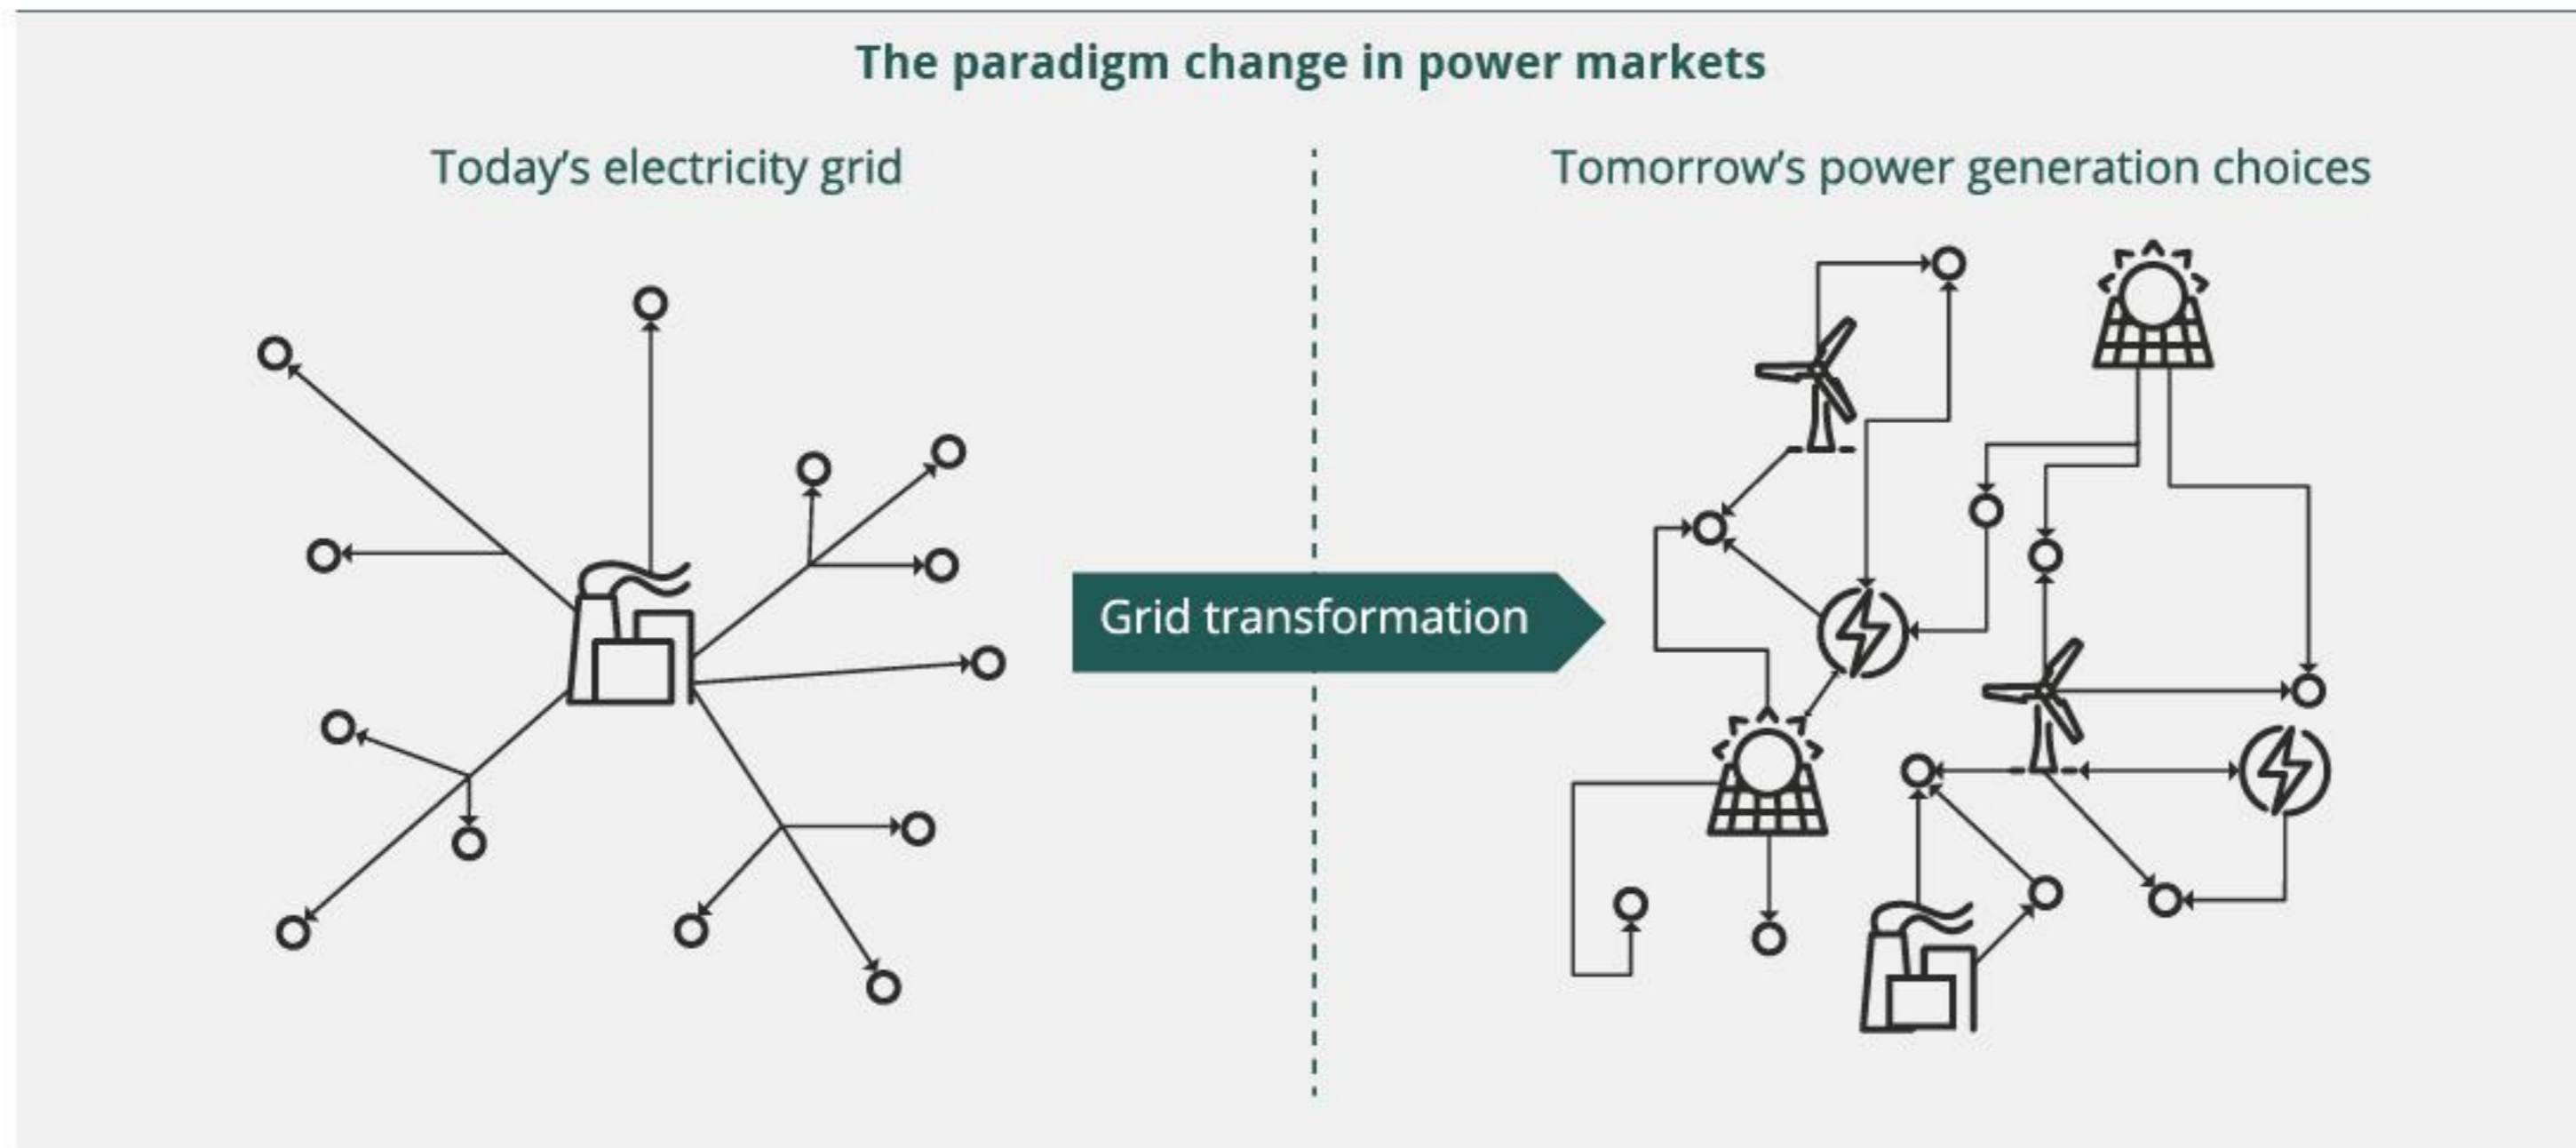 The paradigm change in power markets
Today’s electricity grid
Tomorrow’s power generation choices
Grid transformation